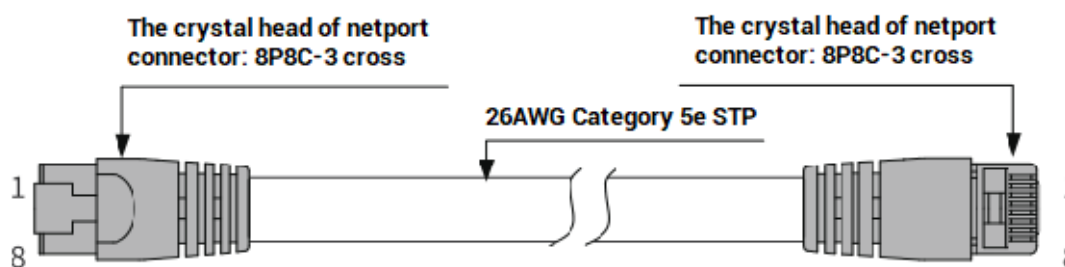 The crystal head of netport
connector: 8P8C-3 cross
The crystal head of netport
connector: 8P8C-3 cross
26AWG Category 5e STP
1
8